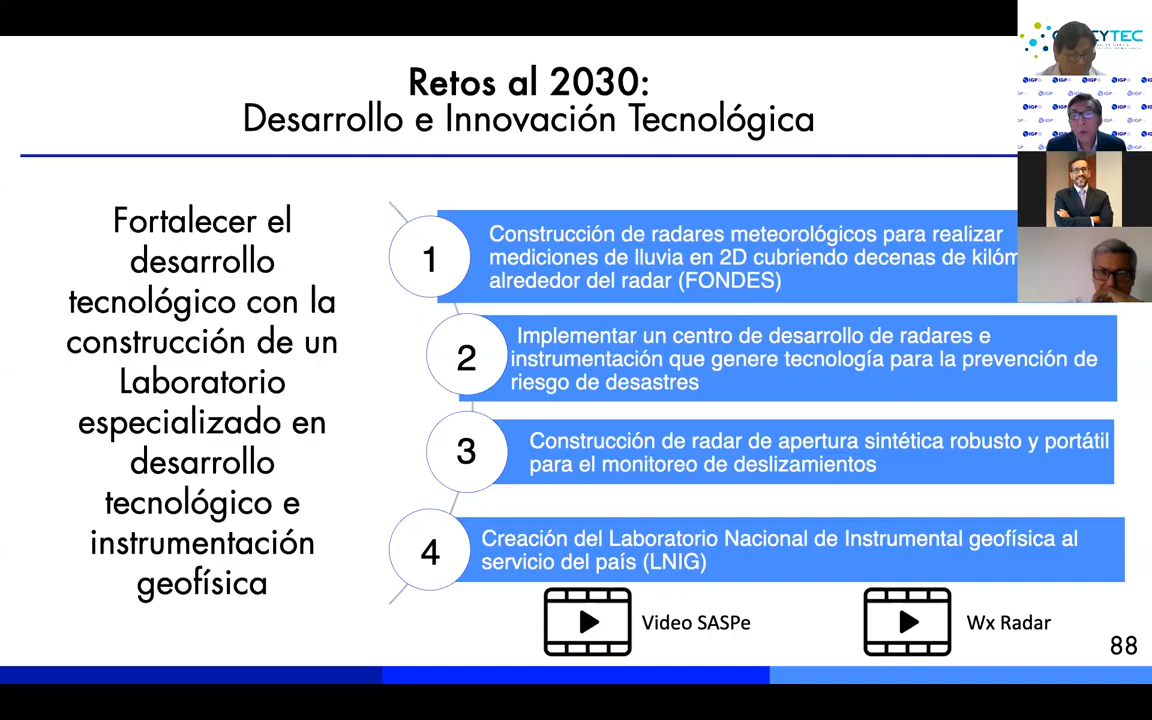 Retos al 2030:
Desarrollo e Innovación Tecnológica
Fortalecer el
desarrollo
tecnológico con la
construcción de un
Laboratorio
especializado en
desarrollo
tecnológico e
instrumentación
geofísica
1
Construcción de radares meteorológicos para realizar
mediciones de lluvia en 2D cubriendo decenas de
alrededor del radar (FONDES)
2
Implementar un centro de desarrollo de radares e
instrumentación que genere tecnología para la prevención de
riesgo de desastres
3
Construcción de radar de apertura sintética robusto y portátil
para el monitoreo de deslizamientos
4
Creación del Laboratorio Nacional de Instrumental geofísica al
servicio del país (LNIG)
Video SASPe
Wx Radar
88
IGP